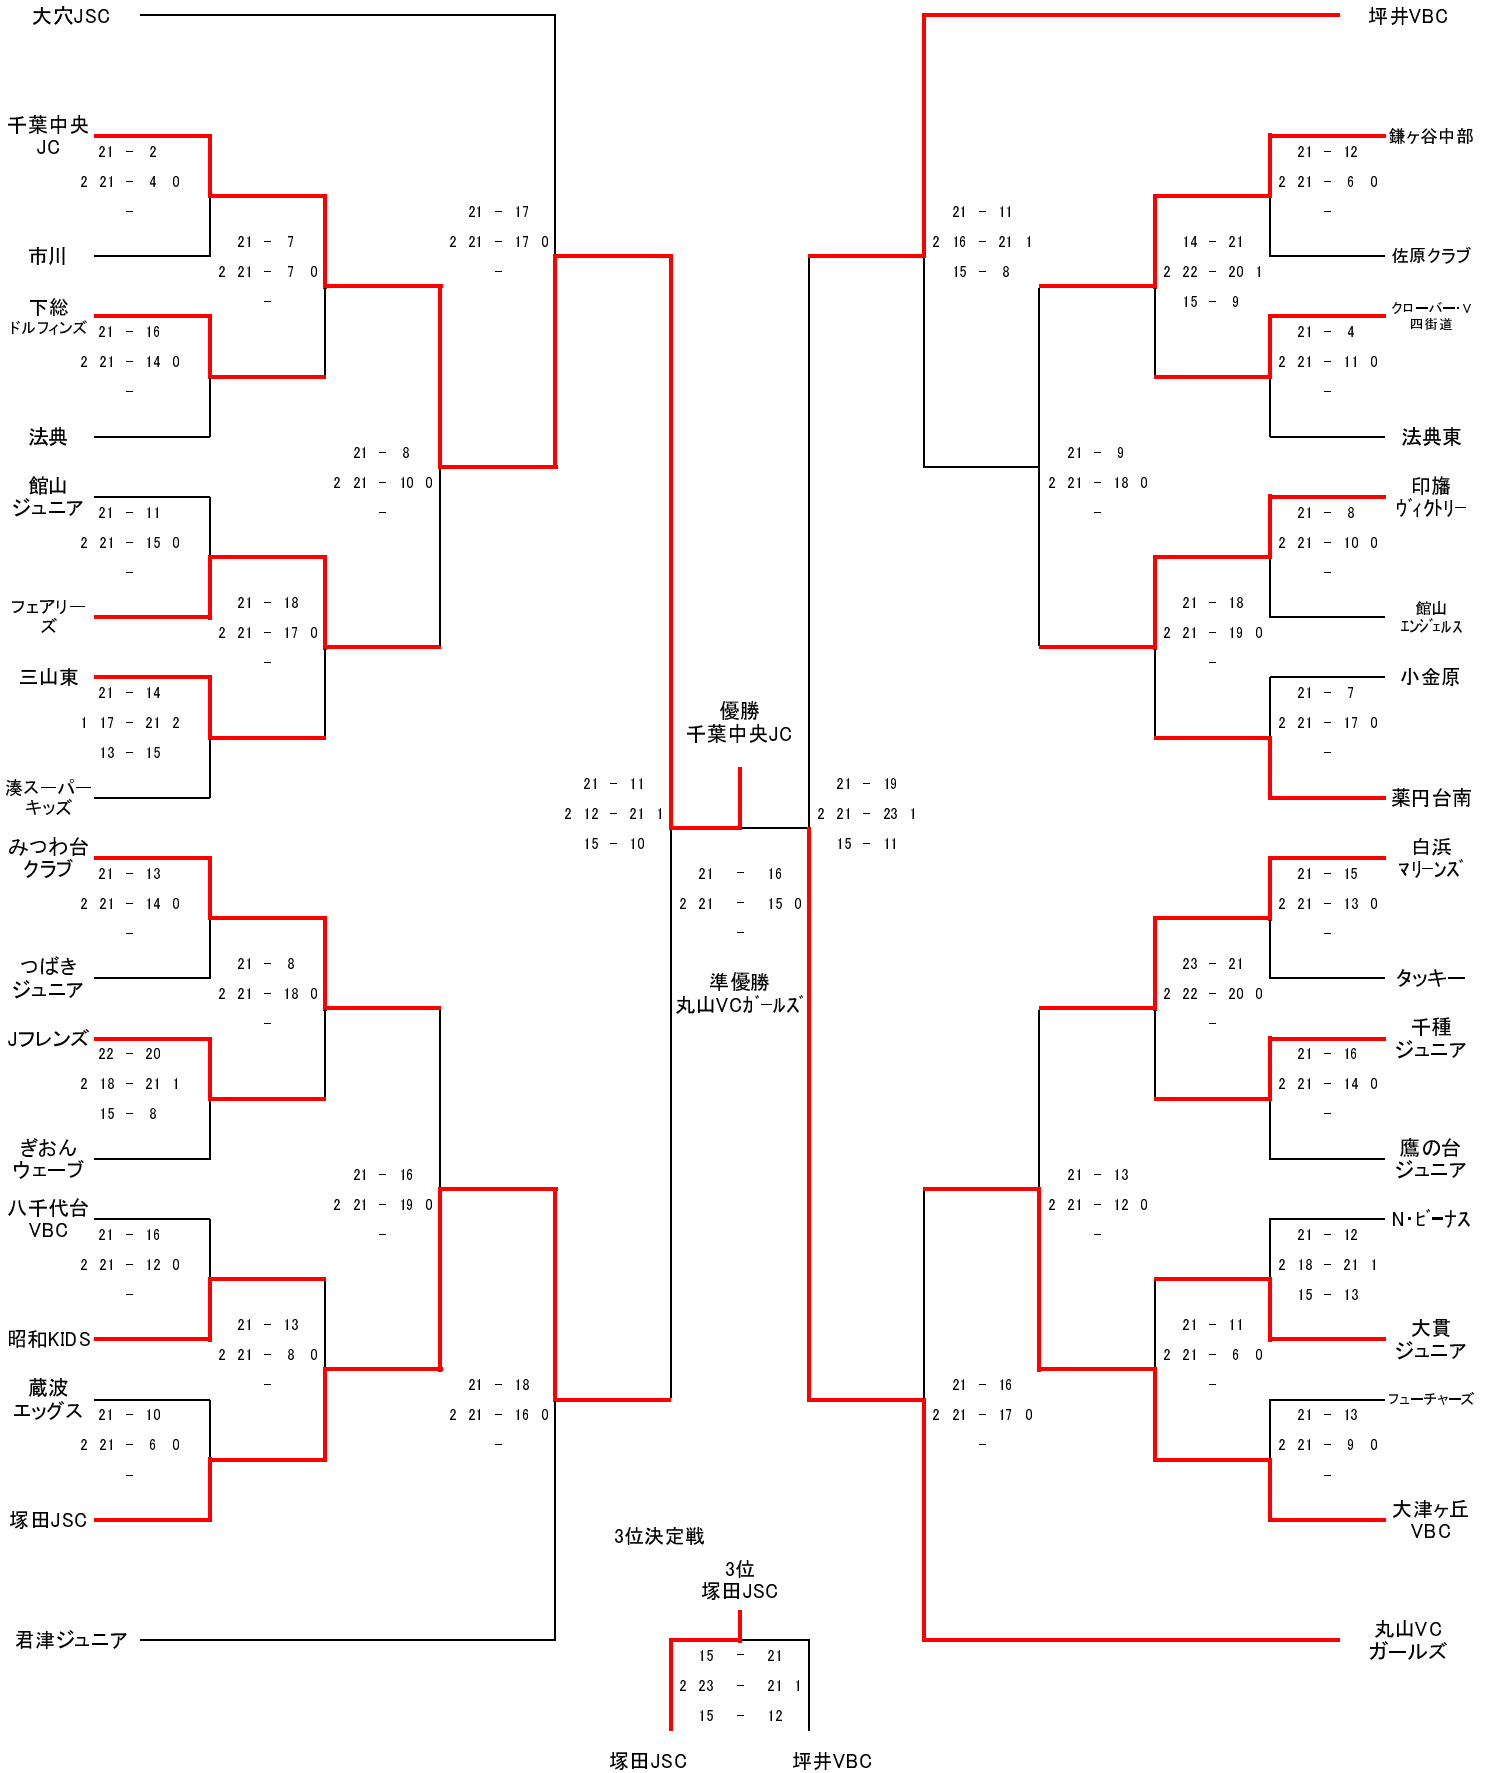 大穴JSC
千葉中央
JC
21 － 2
2 21 － 4 0
－
市川
21 － 7
2 21 － 7 0
－
下総
ドルフィンズ
21 － 16
2 21 － 14 0
－
法典
21 － 17
2 21 － 17 0
－
21 － 8
2 21 － 10 0
－
館山
ジュニア
21 － 11
2 21 － 15 0
－
フェアリー
ズ
21 － 18
2 21 － 17 0
－
三山東
21 － 14
1 17 － 21 2
13 － 15
湊スーパー
キッズ
21 － 11
2 12 － 21 1
15 － 10
みつわ台
クラブ
21 － 13
2 21 － 14 0
－
つばき
ジュニア
21 － 8
2 21 － 18 0
－
Jフレンズ
22 － 20
2 18 － 21 1
15 － 8
ぎおん
ウェーブ
21 － 16
2 21 － 19 0
－
八千代台
VBC
21 － 16
2 21 － 12 0
－
昭和KIDS
21 － 13
2 21 － 8 0
－
蔵波
エッグス
21 － 10
2 21 － 6 0
－
塚田JSC
21 － 18
2 21 － 16 0
－
君津ジュニア
優勝
千葉中央JC
21 － 16
2 21 － 15 0
－
準優勝
丸山VCｶﾞｰﾙｽﾞ
3位決定戦
3位
塚田JSC
15 － 21
2 23 － 21 1
15 － 12
塚田JSC
坪井VBC
坪井VBC
21 － 11
2 16 － 21 1
15 － 8
鎌ヶ谷中部
21 － 12
2 21 － 6 0
－
佐原クラブ
14 － 21
2 22 － 20 1
15 － 9
クローバー・V
四街道
21 － 4
2 21 － 11 0
－
法典東
21 － 9
2 21 － 18 0
－
印旛
ｳﾞｨｸﾄﾘｰ
21 － 8
2 21 － 10 0
－
館山
ｴﾝｼﾞｪﾙｽ
21 － 18
2 21 － 19 0
－
小金原
21 － 7
2 21 － 17 0
－
薬円台南
21 － 19
2 21 － 23 1
15 － 11
白浜
ﾏﾘｰﾝｽﾞ
21 － 15
2 21 － 13 0
－
タッキー
23 － 21
2 22 － 20 0
－
千種
ジュニア
21 － 16
2 21 － 14 0
－
鷹の台
ジュニア
21 － 13
2 21 － 12 0
－
N・ﾋﾞｰナス
21 － 12
2 18 － 21 1
15 － 13
大貫
ジュニア
21 － 11
2 21 － 6 0
－
フューチャーズ
21 － 13
2 21 － 9 0
－
大津ヶ丘
VBC
21 － 16
2 21 － 17 0
－
丸山VC
ガールズ